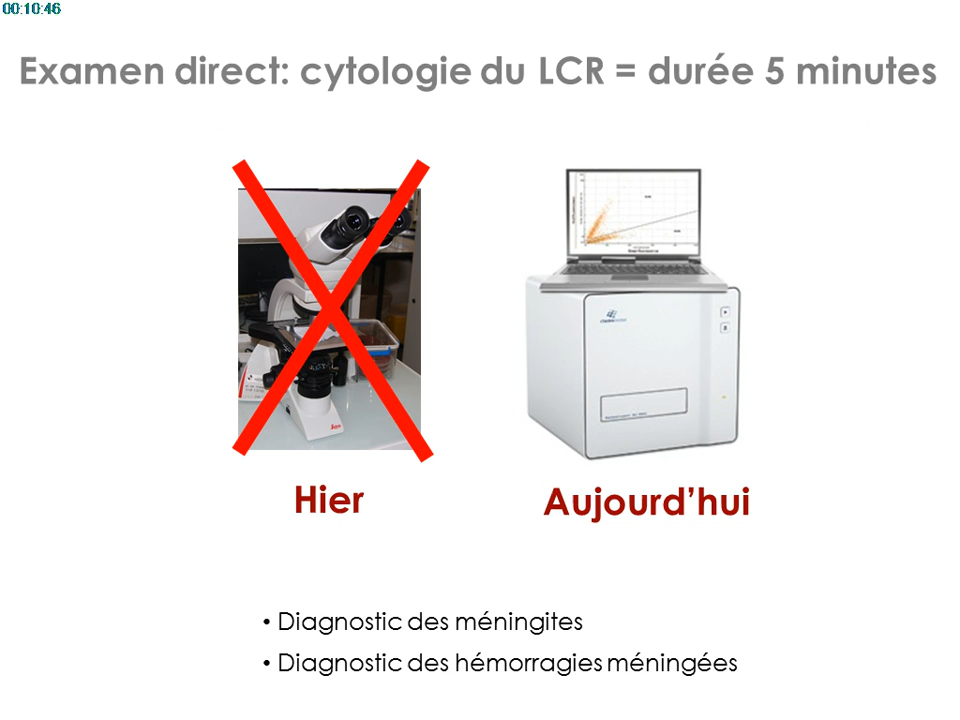 00:10:46
Examen direct: cytologie du LCR = durée 5 minutes
Leica
Hier
Aujourd’hui
• Diagnostic des méningites
• Diagnostic des hémorragies méningées